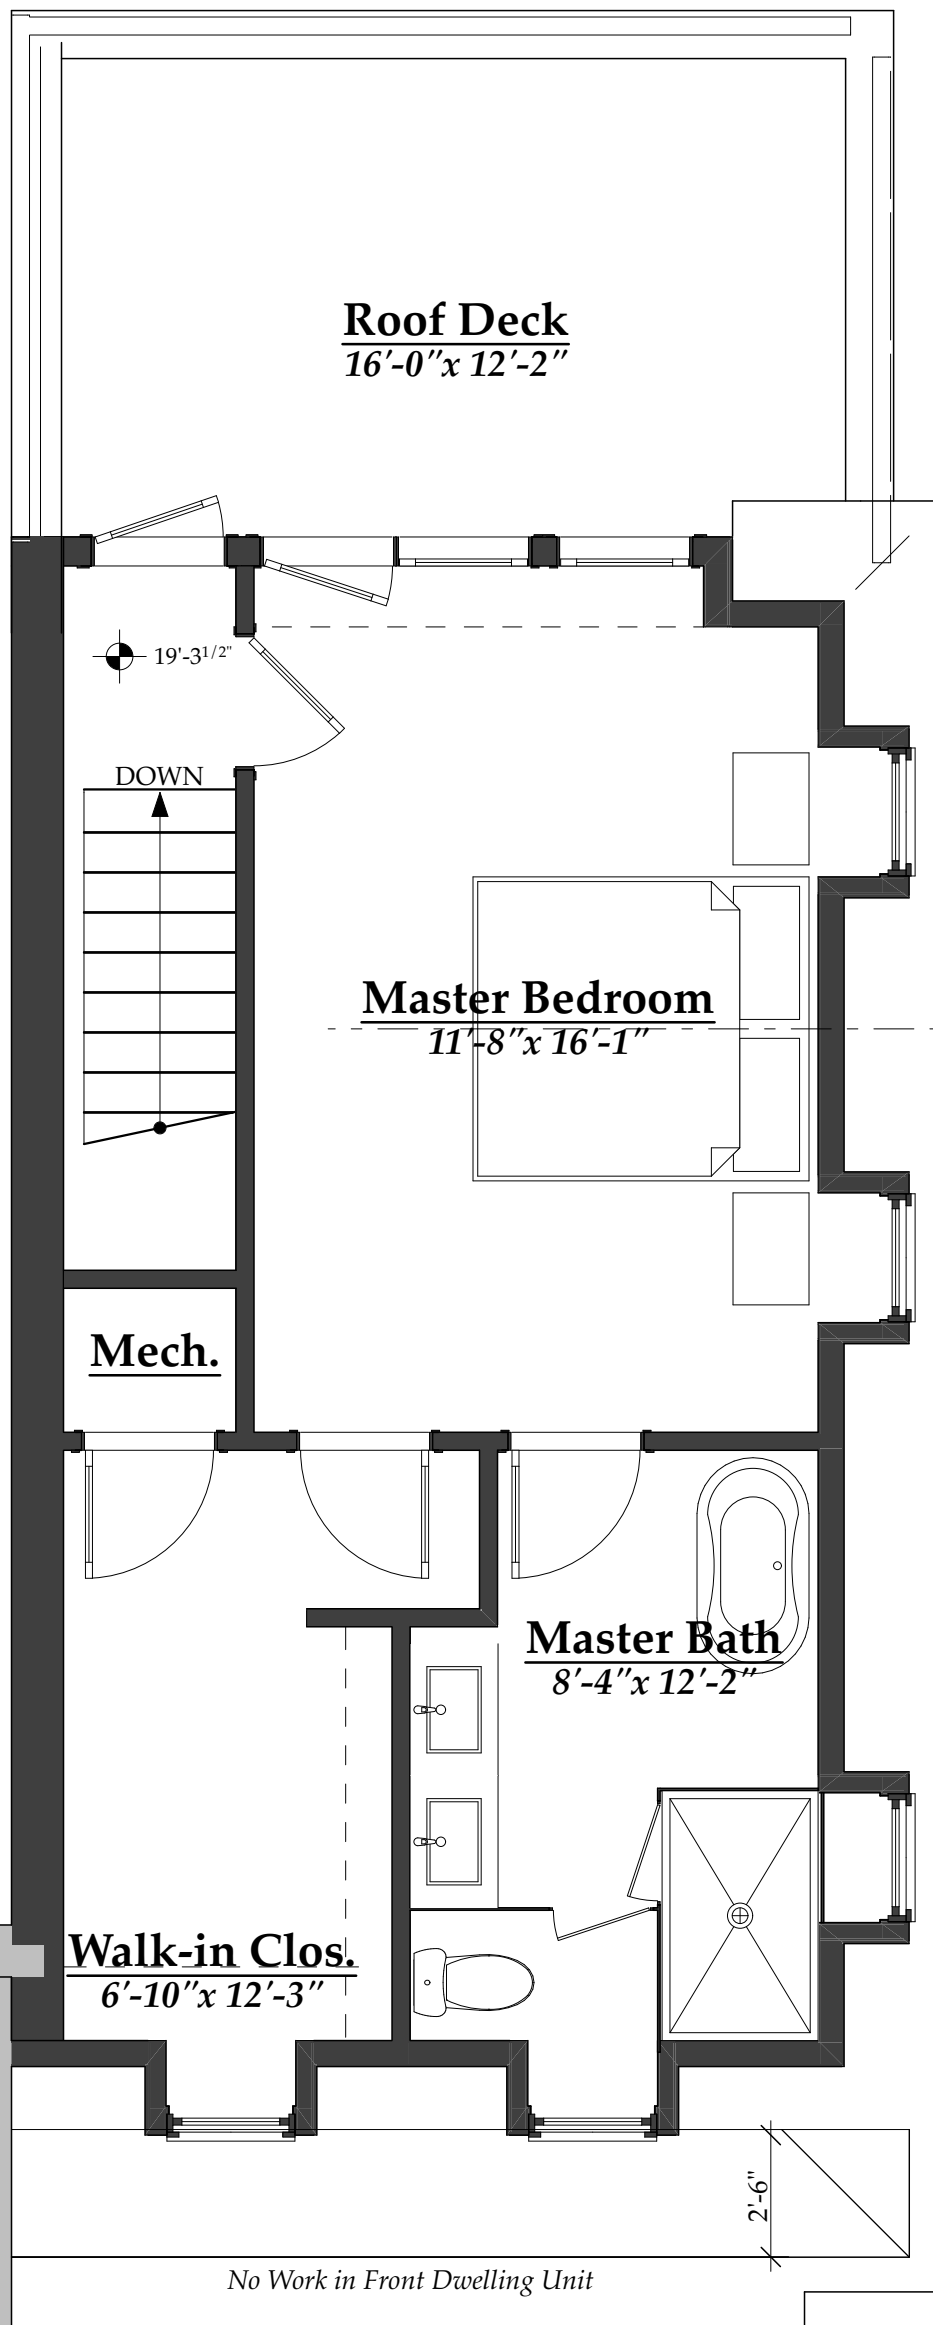 Roof Deck
16'-0"x 12'-2"
19'-3 1/2"
DOWN
Master Bedroom
11'-8"x 16'-1"
Mech.
Master Bath
8'-4"x 12'-2"
Walk-in Clos.
6'-10"x 12'-3"
2'-6"
No Work in Front Dwelling Unit